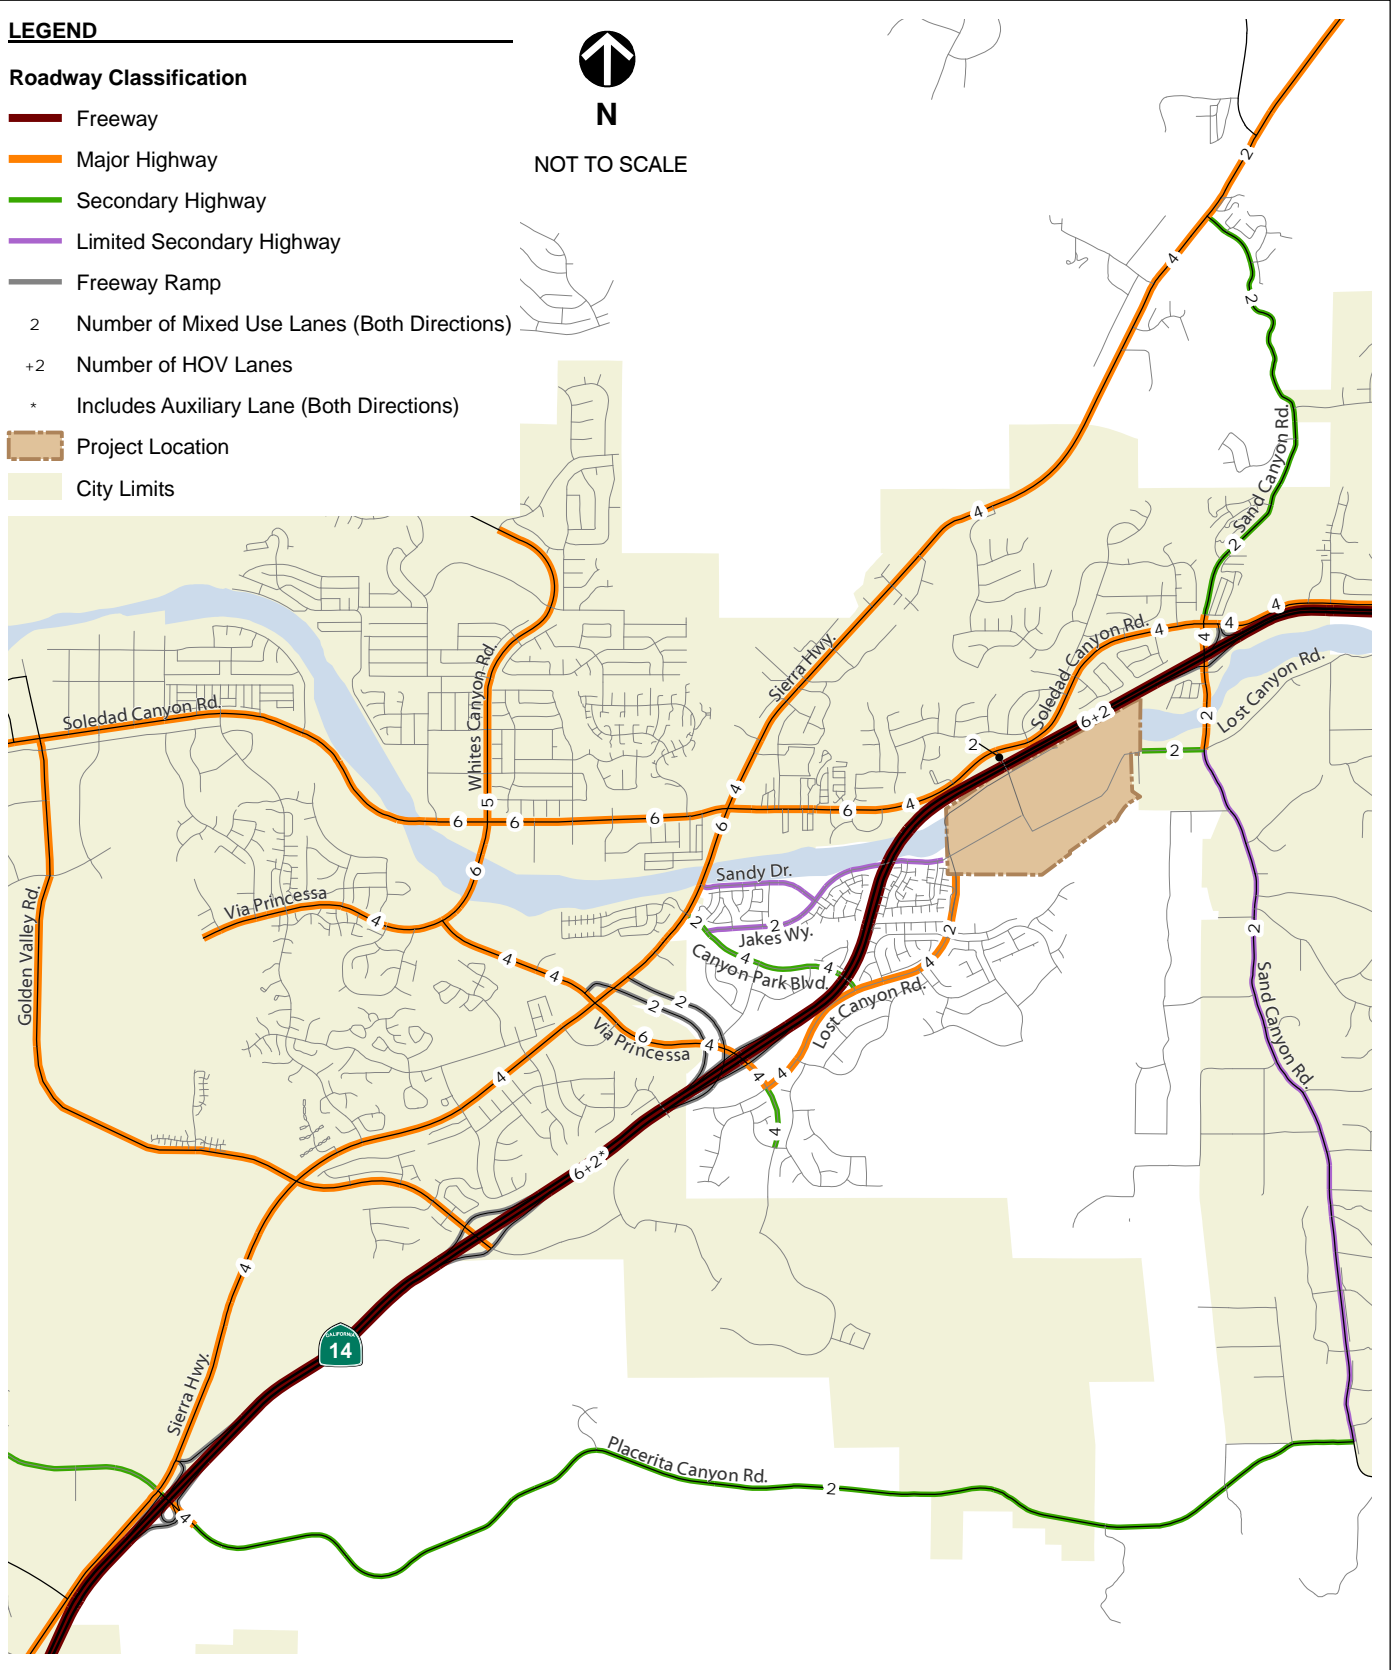 LEGEND
Roadway Classification
Freeway
Major Highway
Secondary Highway
Limited Secondary Highway
Freeway Ramp
2 Number of Mixed Use Lanes (Both Directions)
+2 Number of HOV Lanes
* Includes Auxiliary Lane (Both Directions)
Project Location
City Limits
N
NOT TO SCALE
2
4
2
Sand Canyon Rd.
4
2
Sierra Hwy.
Soledad Canyon Rd.
4
4
4
4
Lost Canyon Rd.
6+2
2
2
2
Whites Canyon Rd.
Soledad Canyon Rd.
4
5
6
6
6
6
6
4
6
Sandy Dr.
Via Princessa
4
Golden Valley Rd.
2
2
Jakes Wy.
4
4
Canyon Park Blvd.
2
4
Lost Canyon Rd.
2
Sand Canyon Rd.
4
4
2
2
Via Princessa
6
4
4
4
4
4
6+2*
4
CALIFORNIA
14
Sierra Hwy.
Placerita Canyon Rd.
2
4